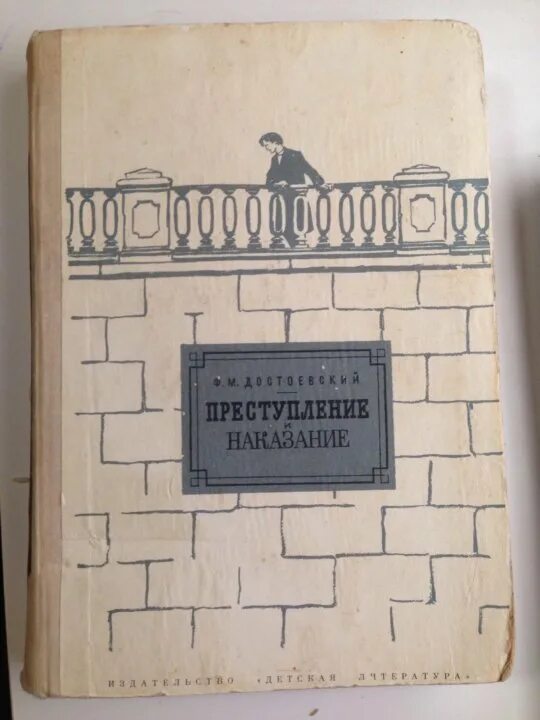 Ф.М.ДОСТОЕВСКИЙ
ПРЕСТУПЛЕНИЕ
и
НАКАЗАНИЕ
ИЗДАТЕЛЬСТВО «ДЕТСКАЯ ЛИТЕРАТУРА»